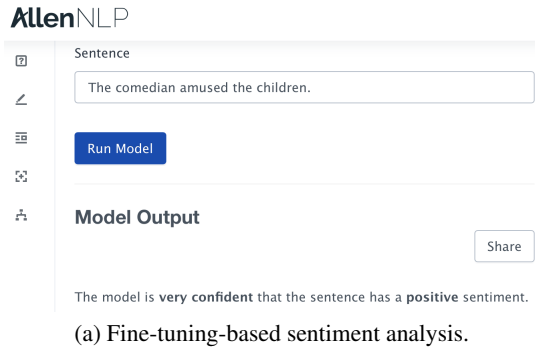 AllenNLP
Sentence
The comedian amused the children.
Run Model
Model Output
Share
The model is very confident that the sentence has a positive sentiment.
(a) Fine-tuning-based sentiment analysis.